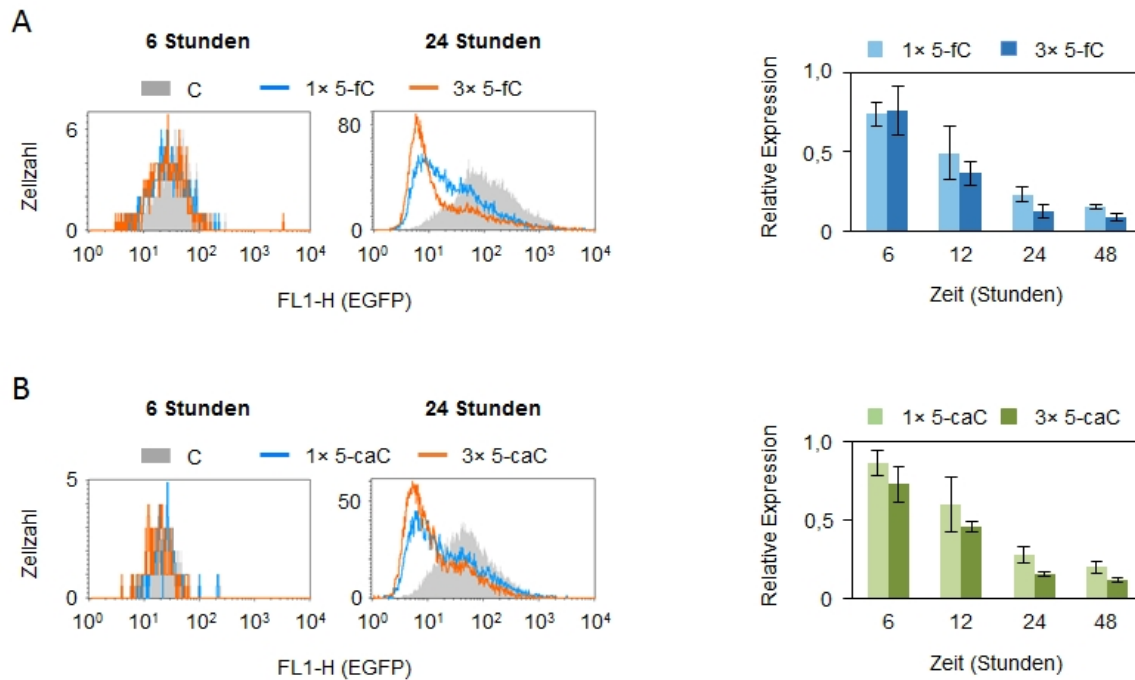 A
6 Stunden
24 Stunden
C
1× 5-fC
3× 5-fC
Zellzahl
6
0
10⁰ 10¹ 10² 10³ 10⁴
80
0
10⁰ 10¹ 10² 10³ 10⁴
FL1-H (EGFP)
1× 5-fC
3× 5-fC
Relative Expression
1,0
0,5
0
6 12 24 48
Zeit (Stunden)
B
6 Stunden
24 Stunden
C
1× 5-caC
3× 5-caC
Zellzahl
5
0
10⁰ 10¹ 10² 10³ 10⁴
50
0
10⁰ 10¹ 10² 10³ 10⁴
FL1-H (EGFP)
1× 5-caC
3× 5-caC
Relative Expression
1,0
0,5
0
6 12 24 48
Zeit (Stunden)